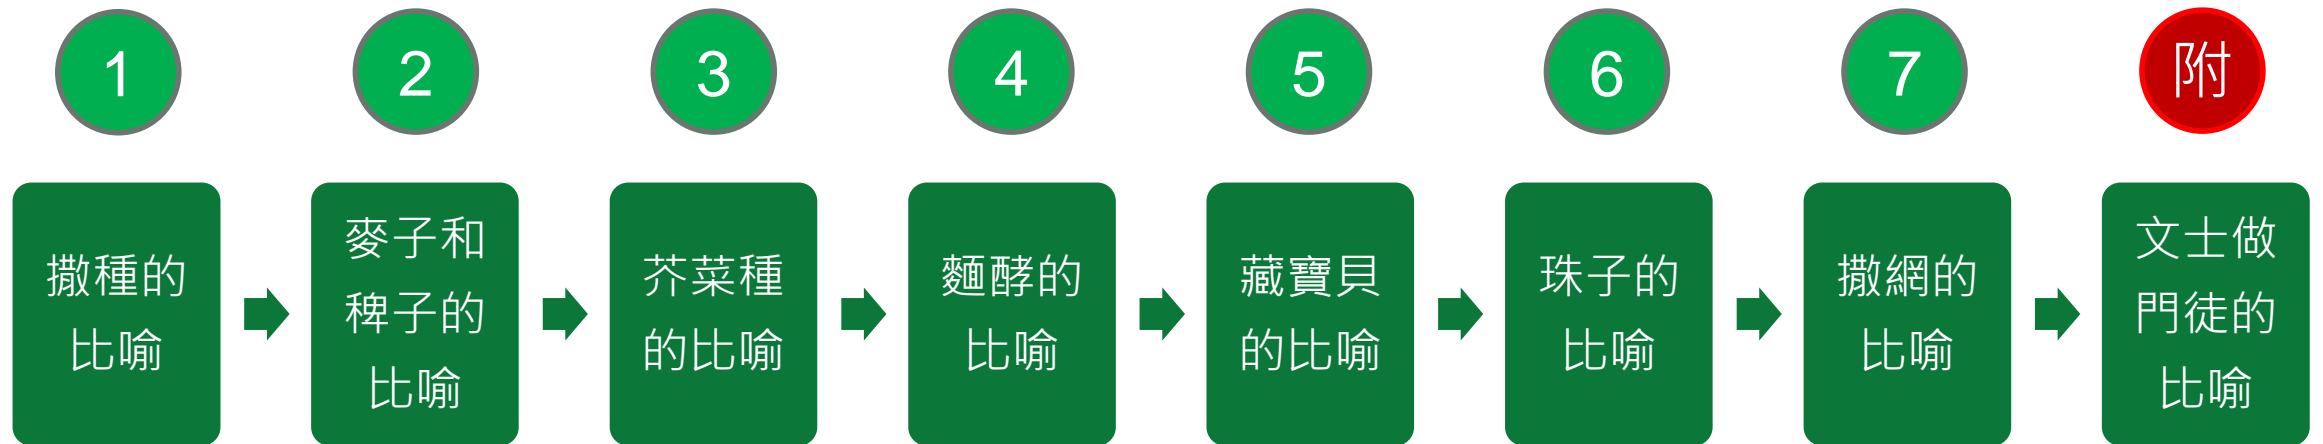 1
2
3
4
5
6
7
附
撒種的
比喻
麥子和
稗子的
比喻
芥菜種
的比喻
麵酵的
比喻
藏寶貝
的比喻
珠子的
比喻
撒網的
比喻
文士做
門徒的
比喻